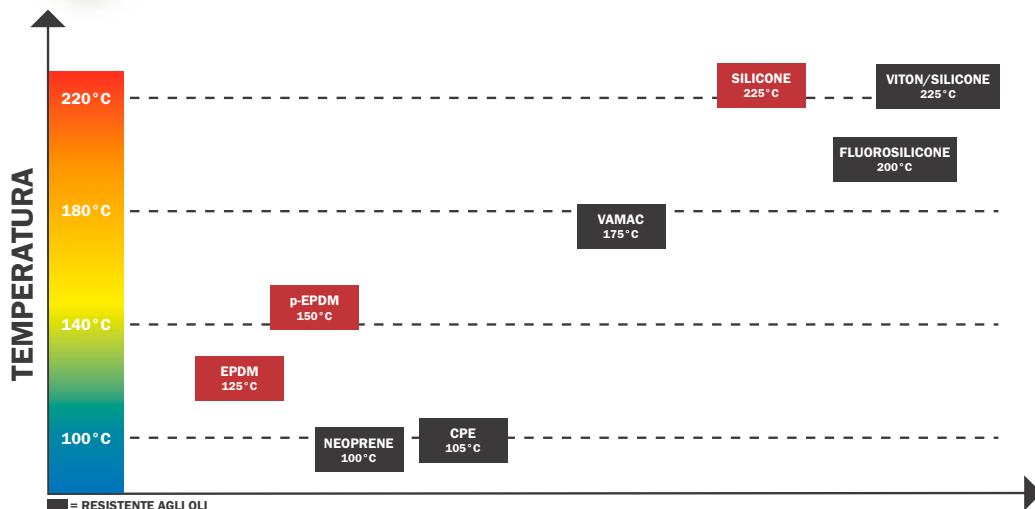 TEMPERATURA
220°C
180°C
140°C
100°C
SILICONE
225°C
VITON/SILICONE
225°C
FLUOROSILICONE
200°C
VAMAC
175°C
p-EPDM
150°C
EPDM
125°C
NEOPRENE
100°C
CPE
105°C
= RESISTENTE AGLI OLI